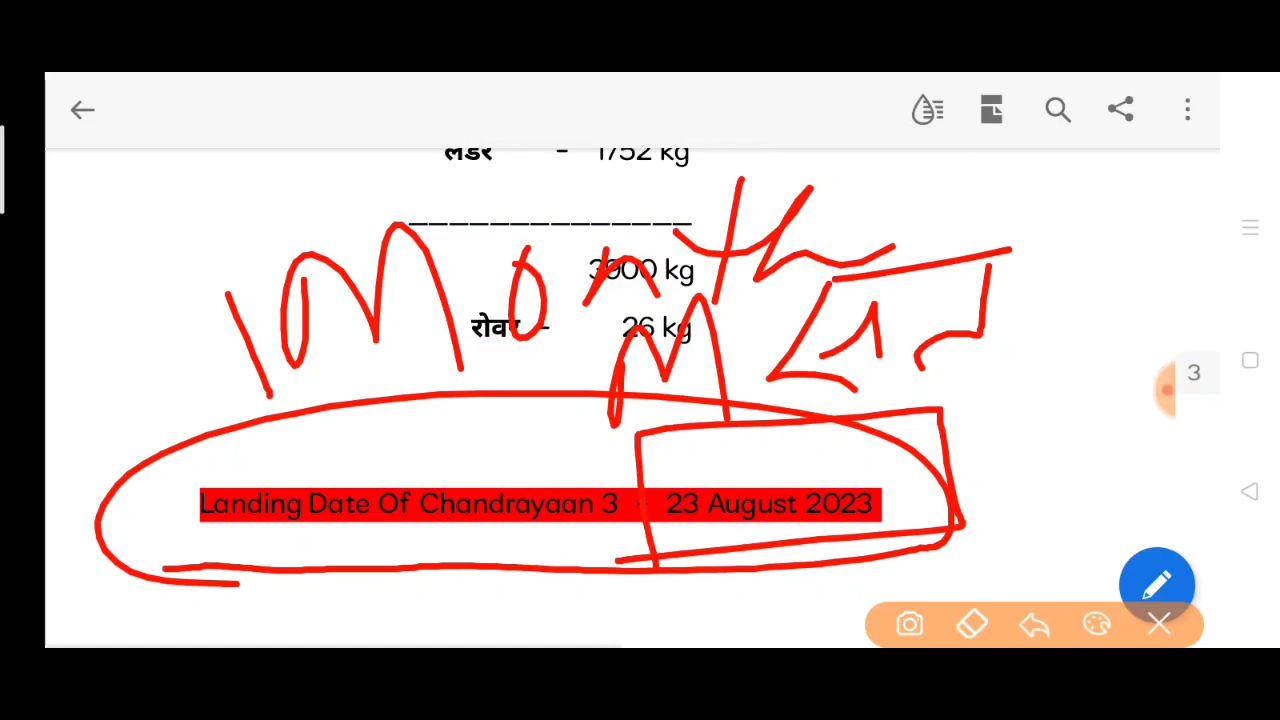 लैंडर - 1752 kg
____________
3900 kg
रोवर - 26 kg
1 Month
Landing Date Of Chandrayaan 3 - 23 August 2023
3